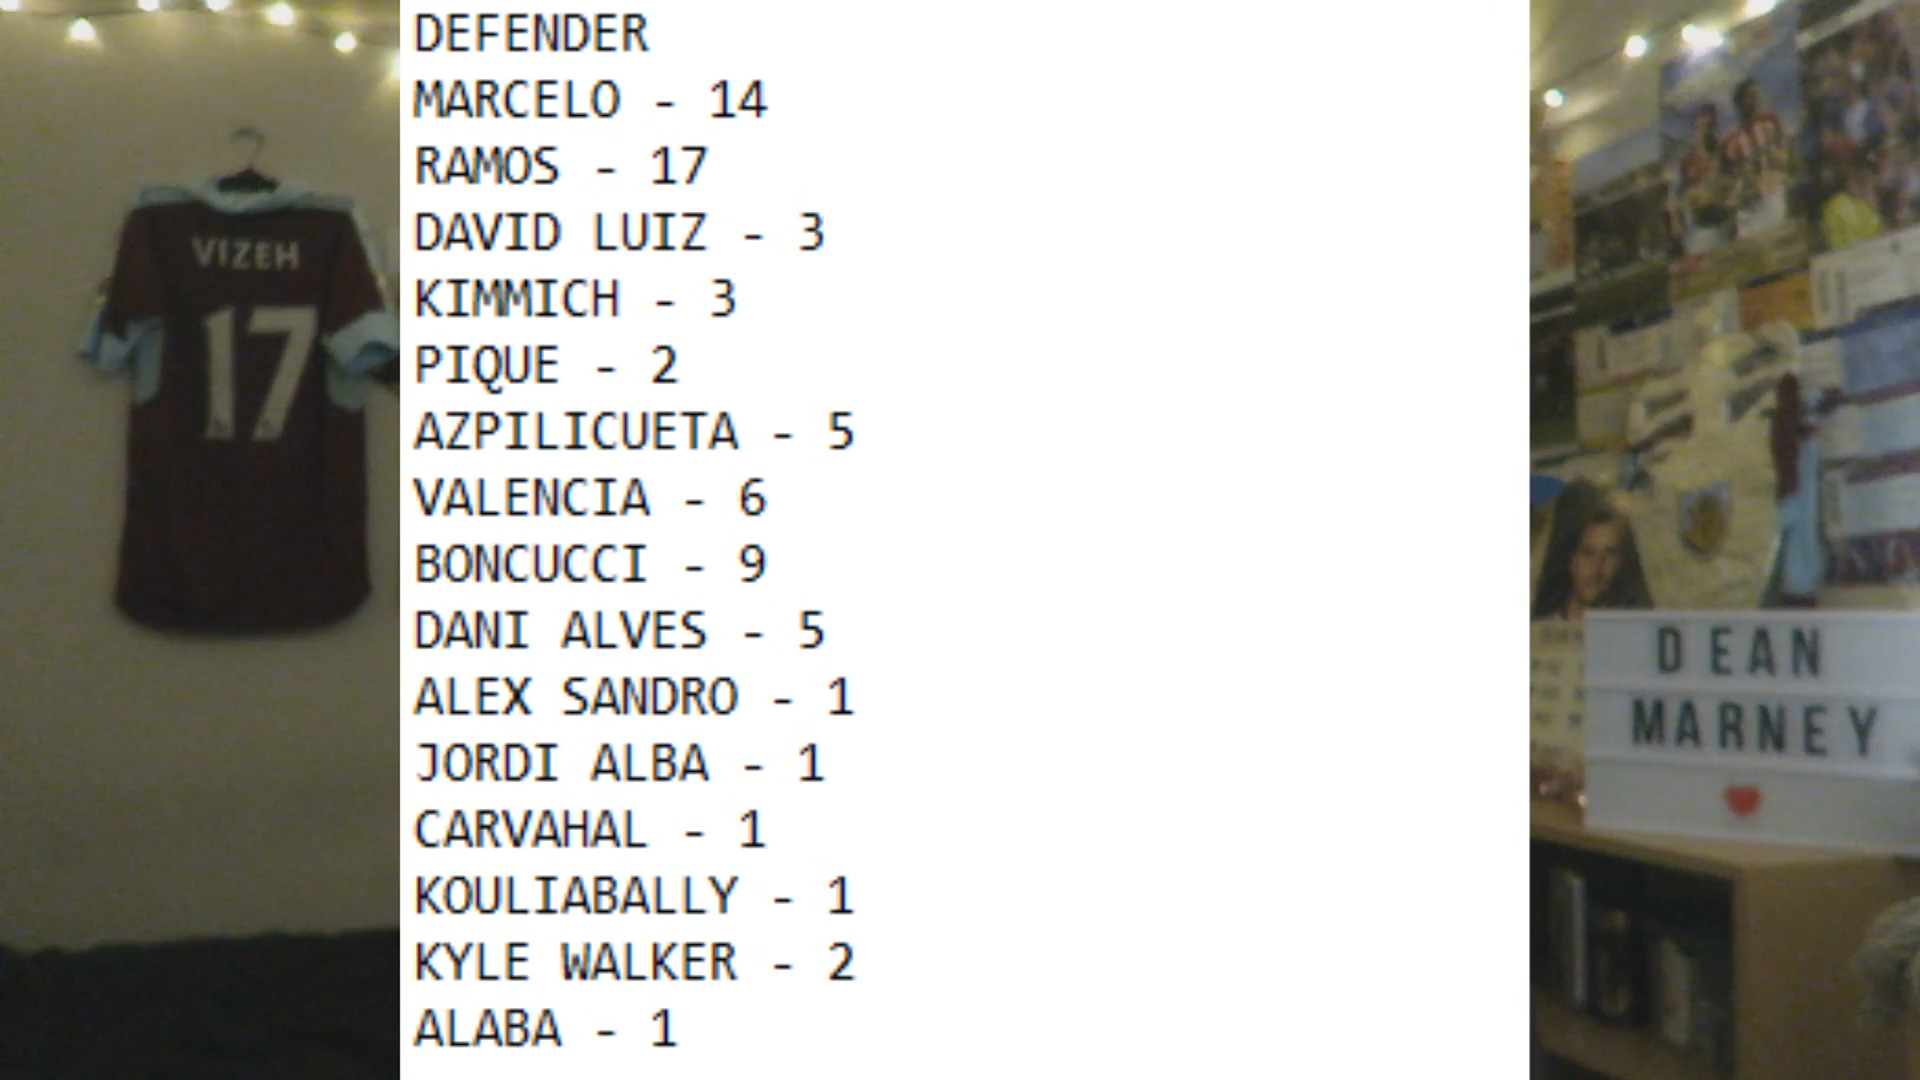 VIZEH
17
DEFENDER
MARCELO - 14
RAMOS - 17
DAVID LUIZ - 3
KIMMICH - 3
PIQUE - 2
AZPILICUETA - 5
VALENCIA - 6
BONCUCCI - 9
DANI ALVES - 5
ALEX SANDRO - 1
JORDI ALBA - 1
CARVAHAL - 1
KOULIABALLY - 1
KYLE WALKER - 2
ALABA - 1
DEAN
MARNEY